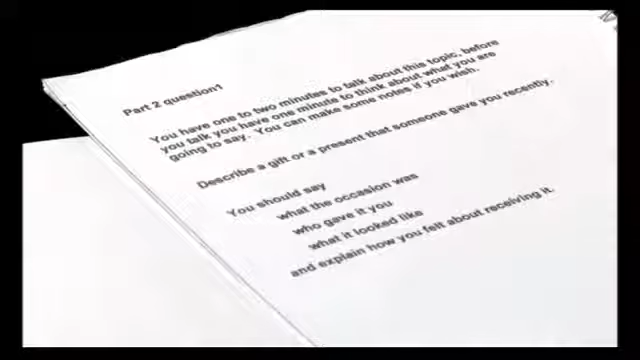 Part 2 question1
You have one to two minutes to talk about this topic, before
you talk you have one minute to think about what you are
going to say. You can make some notes if you wish.
Describe a gift or a present that someone gave you recently,
You should say
what the occasion was
who gave it you
what it looked like
and explain how you felt about receiving it.